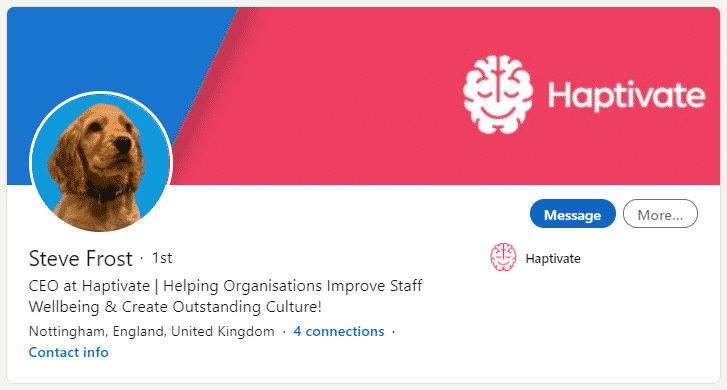 Haptivate
Message
More...
Steve Frost · 1st
Haptivate
CEO at Haptivate | Helping Organisations Improve Staff
Wellbeing & Create Outstanding Culture!
Nottingham, England, United Kingdom · 4 connections ·
Contact info